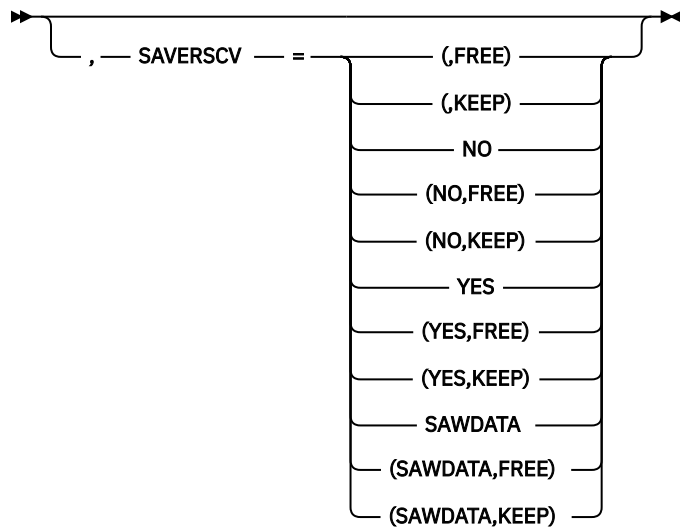 , SAVERSCV = (,FREE)
(,KEEP)
NO
(NO,FREE)
(NO,KEEP)
YES
(YES,FREE)
(YES,KEEP)
SAWDATA
(SAWDATA,FREE)
(SAWDATA,KEEP)